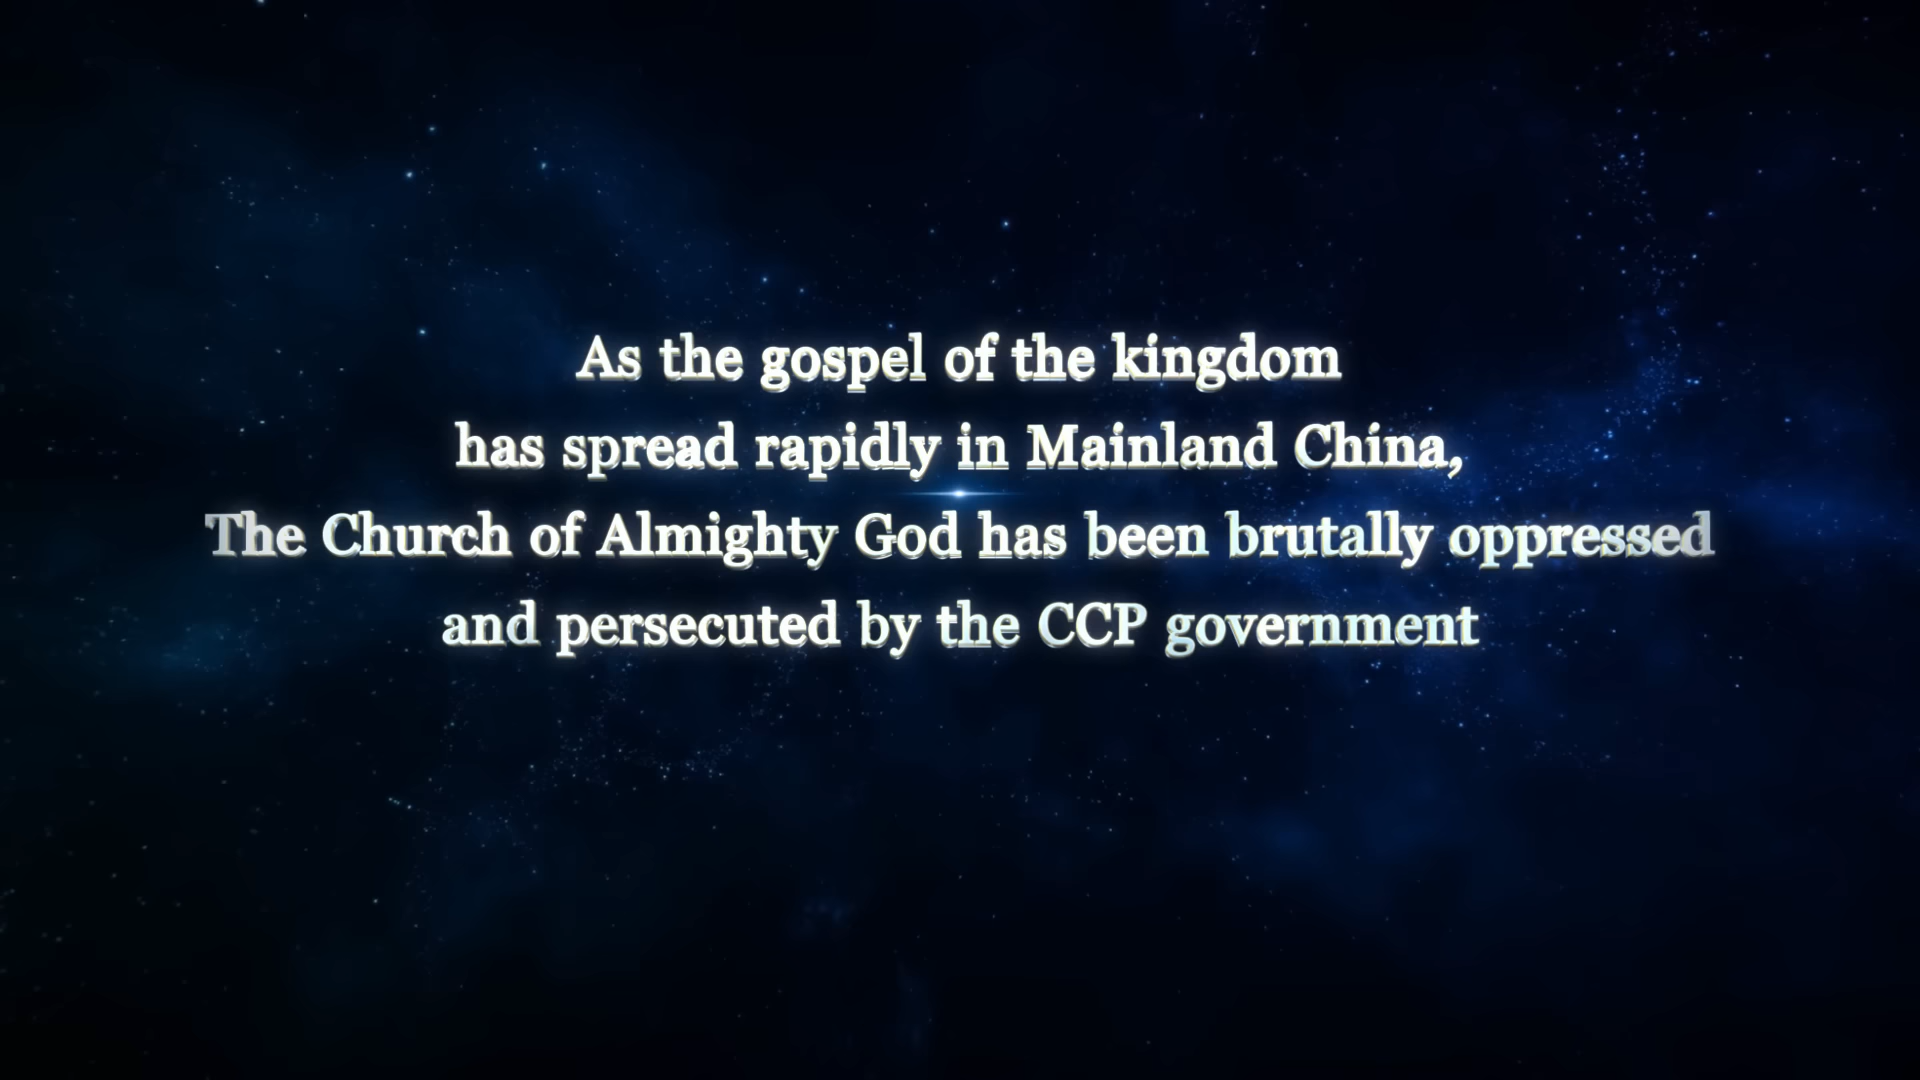 As the gospel of the kingdom
has spread rapidly in Mainland China,
The Church of Almighty God has been brutally oppressed
and persecuted by the CCP government